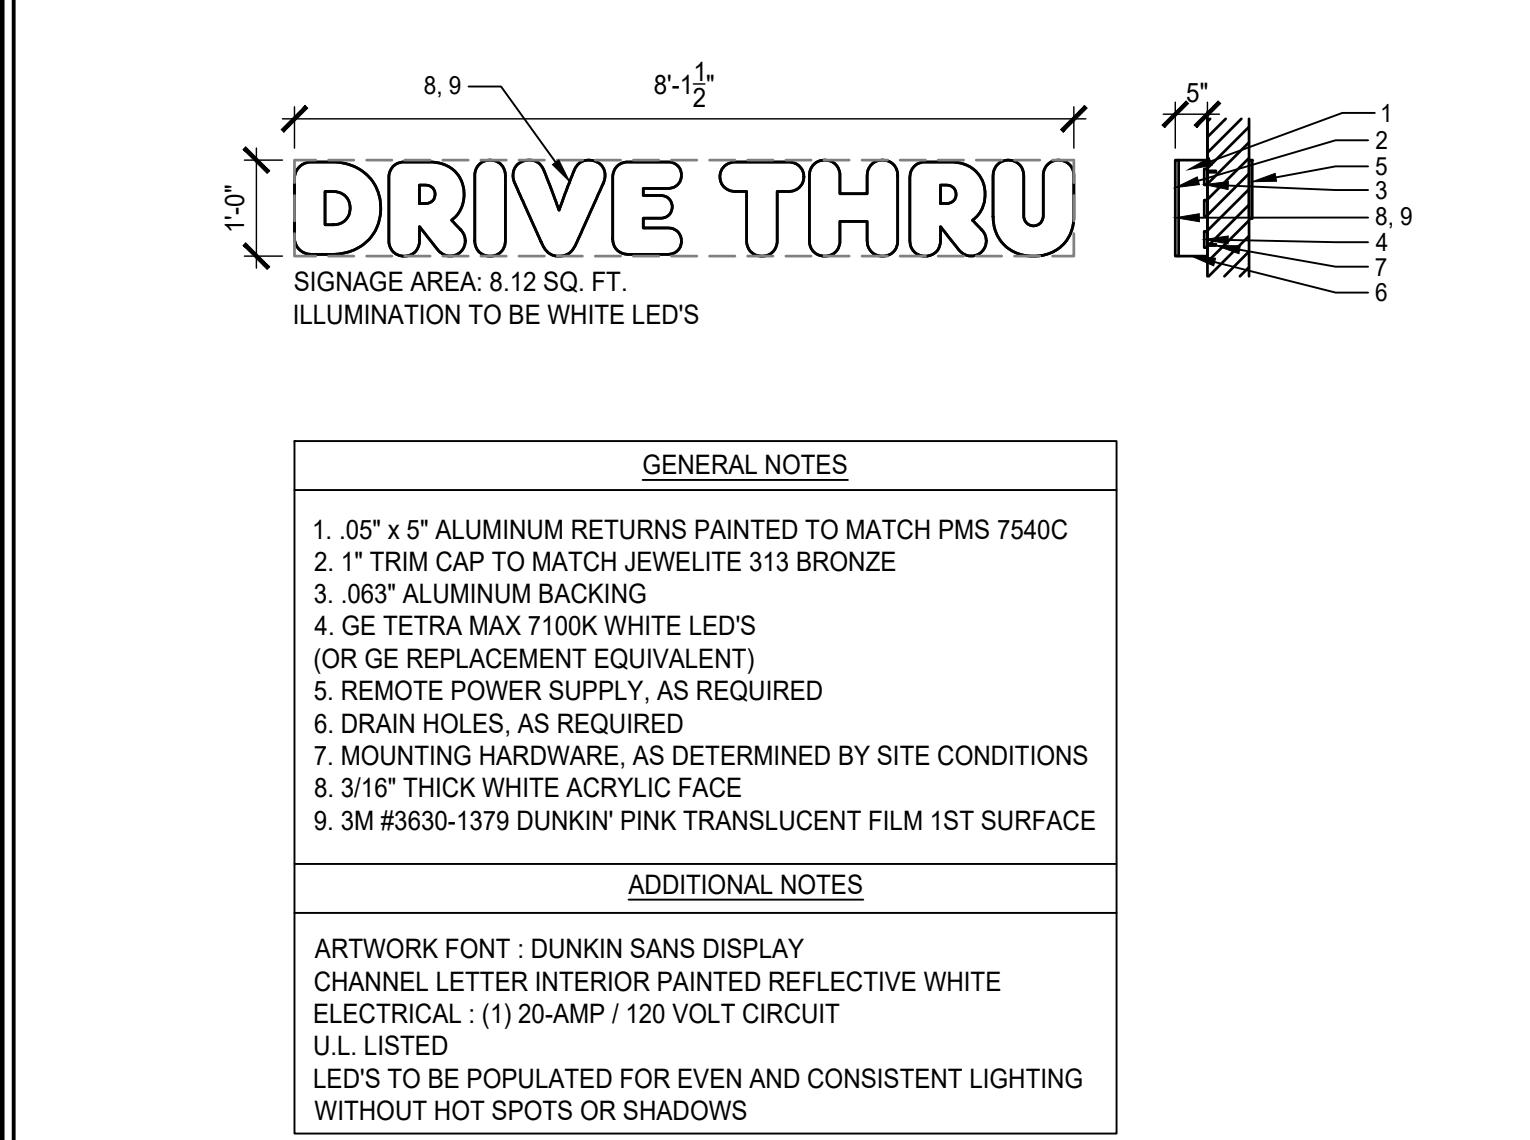 8, 9
8'-1 1/2"
5"
1
2
5
3
8, 9
4
7
6
1'-0"
DRIVE THRU
SIGNAGE AREA: 8.12 SQ. FT.
ILLUMINATION TO BE WHITE LED'S
GENERAL NOTES
1. .05" x 5" ALUMINUM RETURNS PAINTED TO MATCH PMS 7540C
2. 1" TRIM CAP TO MATCH JEWELITE 313 BRONZE
3. .063" ALUMINUM BACKING
4. GE TETRA MAX 7100K WHITE LED'S
(OR GE REPLACEMENT EQUIVALENT)
5. REMOTE POWER SUPPLY, AS REQUIRED
6. DRAIN HOLES, AS REQUIRED
7. MOUNTING HARDWARE, AS DETERMINED BY SITE CONDITIONS
8. 3/16" THICK WHITE ACRYLIC FACE
9. 3M #3630-1379 DUNKIN' PINK TRANSLUCENT FILM 1ST SURFACE
ADDITIONAL NOTES
ARTWORK FONT : DUNKIN SANS DISPLAY
CHANNEL LETTER INTERIOR PAINTED REFLECTIVE WHITE
ELECTRICAL : (1) 20-AMP / 120 VOLT CIRCUIT
U.L. LISTED
LED'S TO BE POPULATED FOR EVEN AND CONSISTENT LIGHTING
WITHOUT HOT SPOTS OR SHADOWS